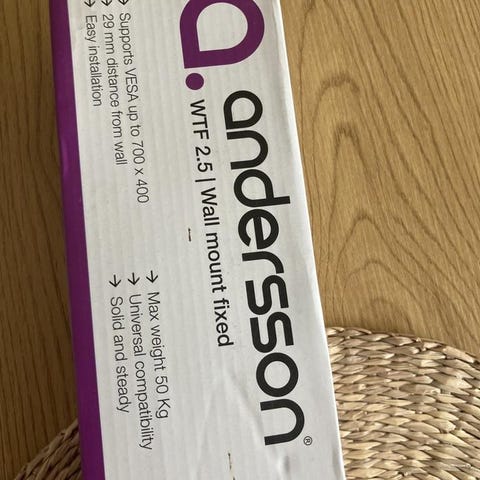 a.
andersson®
WTF 2.5 | Wall mount fixed
→ Supports VESA up to 700 x 400
→ 29 mm distance from wall
→ Easy installation
→ Max weight 50 Kg
→ Universal compatibility
→ Solid and steady